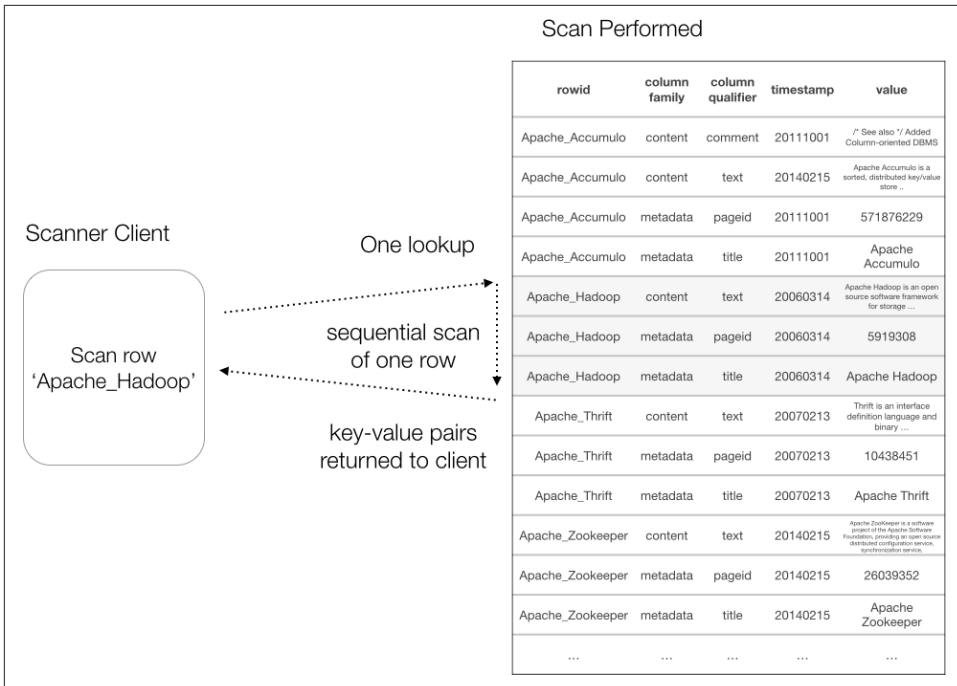 Scan Performed
rowid column family column qualifier timestamp value
Apache_Accumulo content comment 20111001 /* See also */ Added Column-oriented DBMS
Apache_Accumulo content text 20140215 Apache Accumulo is a sorted, distributed key/value store ..
Apache_Accumulo metadata pageid 20111001 571876229
Apache_Accumulo metadata title 20111001 Apache Accumulo
Apache_Hadoop content text 20060314 Apache Hadoop is an open source software framework for storage ...
Apache_Hadoop metadata pageid 20060314 5919308
Apache_Hadoop metadata title 20060314 Apache Hadoop
Apache_Thrift content text 20070213 Thrift is an interface definition language and binary ...
Apache_Thrift metadata pageid 20070213 10438451
Apache_Thrift metadata title 20070213 Apache Thrift
Apache_Zookeeper content text 20140215 Apache ZooKeeper is a software project of the Apache Software Foundation, providing an open source distributed configuration service, synchronization service,
Apache_Zookeeper metadata pageid 20140215 26039352
Apache_Zookeeper metadata title 20140215 Apache Zookeeper
... ... ... ... ...
Scanner Client
Scan row
‘Apache_Hadoop’
One lookup
sequential scan
of one row
key-value pairs
returned to client